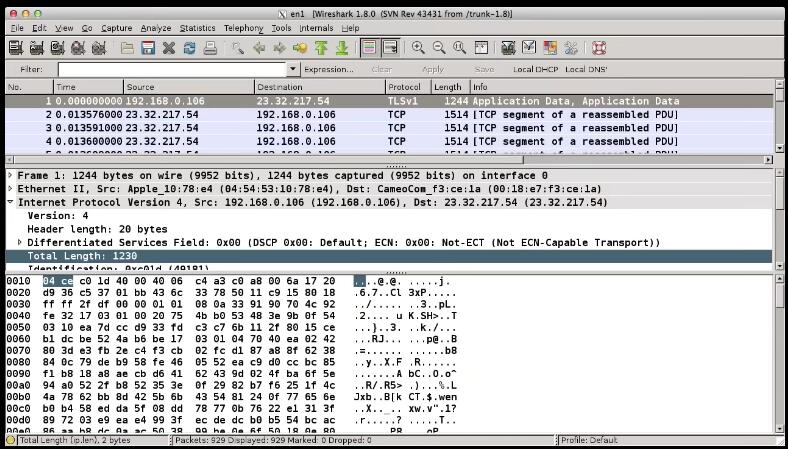 en1 [Wireshark 1.8.0 (SVN Rev 43431 from /trunk-1.8)]
File Edit View Go Capture Analyze Statistics Telephony Tools Internals Help
Filter: Expression... Clear Apply Save Local DHCP Local DNS'
No. Time Source Destination Protocol Length Info
1 0.000000000 192.168.0.106 23.32.217.54 TLSv1 1244 Application Data, Application Data
2 0.013576000 23.32.217.54 192.168.0.106 TCP 1514 [TCP segment of a reassembled PDU]
3 0.013591000 23.32.217.54 192.168.0.106 TCP 1514 [TCP segment of a reassembled PDU]
4 0.013600000 23.32.217.54 192.168.0.106 TCP 1514 [TCP segment of a reassembled PDU]
Frame 1: 1244 bytes on wire (9952 bits), 1244 bytes captured (9952 bits) on interface 0
Ethernet II, Src: Apple_10:78:e4 (04:54:53:10:78:e4), Dst: CameoCom_f3:ce:1a (00:18:e7:f3:ce:1a)
Internet Protocol Version 4, Src: 192.168.0.106 (192.168.0.106), Dst: 23.32.217.54 (23.32.217.54)
Version: 4
Header length: 20 bytes
Differentiated Services Field: 0x00 (DSCP 0x00: Default; ECN: 0x00: Not-ECT (Not ECN-Capable Transport))
Total Length: 1230
Identification: 0xc01d (49181)
0010 04 ce c0 1d 40 00 40 06 c4 a3 c0 a8 00 6a 17 20 ....@.@. .....j.
0020 d9 36 c5 37 01 bb 43 6c 33 78 50 11 c9 15 80 18 .6.7..Cl 3xP.....
0030 ff ff 2f df 00 00 01 01 08 0a 33 91 90 70 4c 92 ../..... ..3..pL.
0040 fe 32 17 03 01 00 20 75 4b b0 53 48 3e 9b 0f 54 .2.... u K.SH>..T
0050 03 10 ea 7d cc d9 33 fd c3 c7 6b 11 2f 80 15 ce ...}..3. ..k./...
0060 b1 dc be 52 4a b6 be 17 03 01 04 70 40 ea 02 42 ...RJ... ...p@..B
0080 80 3d e3 fb 2e c4 f3 cb 02 fc d1 87 a8 8f 62 38 .=...... ......b8
0080 84 0c 79 de b9 58 fe 46 05 52 ea c9 d0 cc bc 85 ..y..X.F .R......
0090 f1 b8 18 a8 ae cb d6 41 62 43 9d 02 4f ba 6f 5e .......A bC..O.o^
00a0 94 a0 52 2f b8 52 35 3e 0f 29 82 b7 f6 25 1f 4c ..R/.R5> .)...%.L
00b0 4a 78 62 bb 8d 42 5b 6b 43 54 81 24 0f 77 65 6e Jxb..B[k CT.$.wen
00c0 b0 b4 58 ed da 5f 08 dd 78 77 0b 76 22 e1 31 3f ..X.._.. xw.v".1?
00d0 89 72 03 e9 ea e4 99 3f ec de dc b0 b5 54 bc ac .r.....? .....T..
Total Length (ip.len), 2 bytes Packets: 929 Displayed: 929 Marked: 0 Dropped: 0 Profile: Default